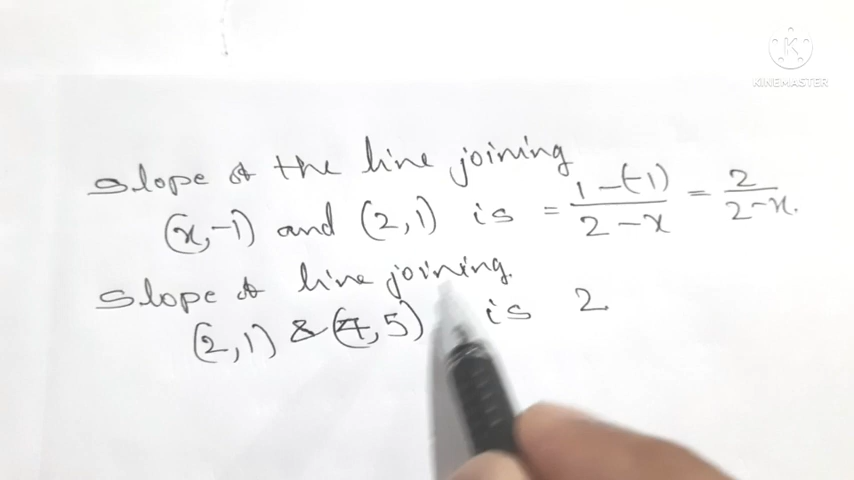 Slope of the line joining
(x,-1) and (2,1) is = 1-(-1)/2-x = 2/2-x.
Slope of line joining.
(2,1) & (4,5) is 2
KINEMASTER